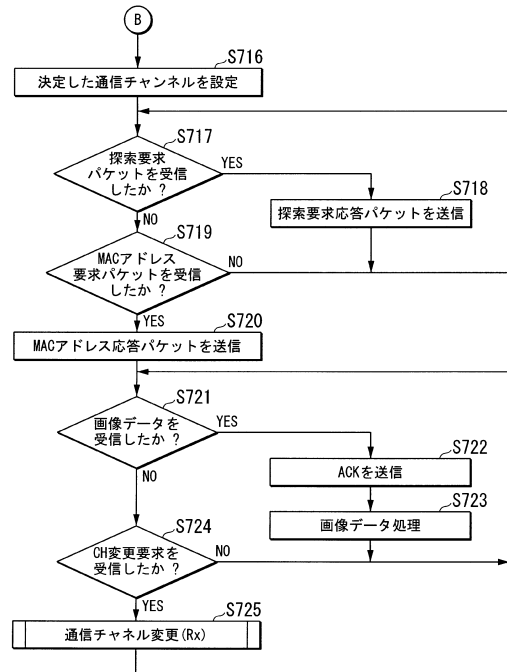 B
S716
決定した通信チャンネルを設定
S717
探索要求
パケットを受信
したか？
YES
S718
探索要求応答パケットを送信
NO
S719
MACアドレス
要求パケットを受信
したか？
NO
YES
S720
MACアドレス応答パケットを送信
S721
画像データを
受信したか？
YES
S722
ACKを送信
NO
S723
画像データ処理
S724
CH変更要求を
受信したか？
NO
YES
S725
通信チャネル変更(Rx)